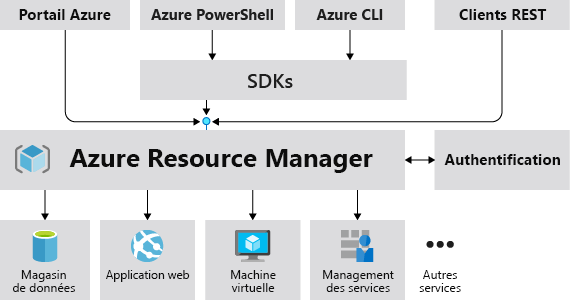 Portail Azure
Azure PowerShell
Azure CLI
Clients REST
SDKs
Azure Resource Manager
Authentification
Magasin
de données
Application web
Machine
virtuelle
Management
des services
Autres
services